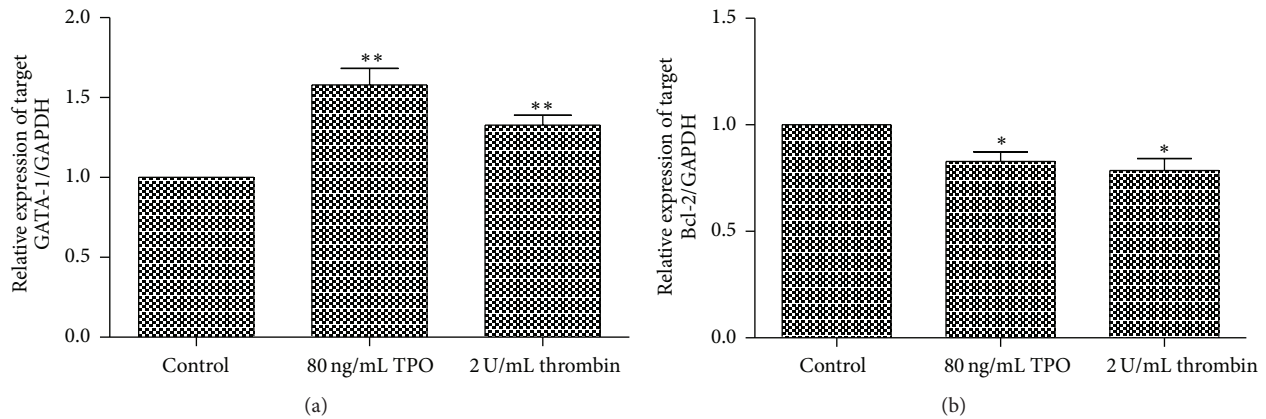 Relative expression of target
GATA-1/GAPDH
2.0
1.5
1.0
0.5
0.0
**
**
Control
80 ng/mL TPO
2 U/mL thrombin
(a)
Relative expression of target
Bcl-2/GAPDH
1.5
1.0
0.5
0.0
*
*
Control
80 ng/mL TPO
2 U/mL thrombin
(b)